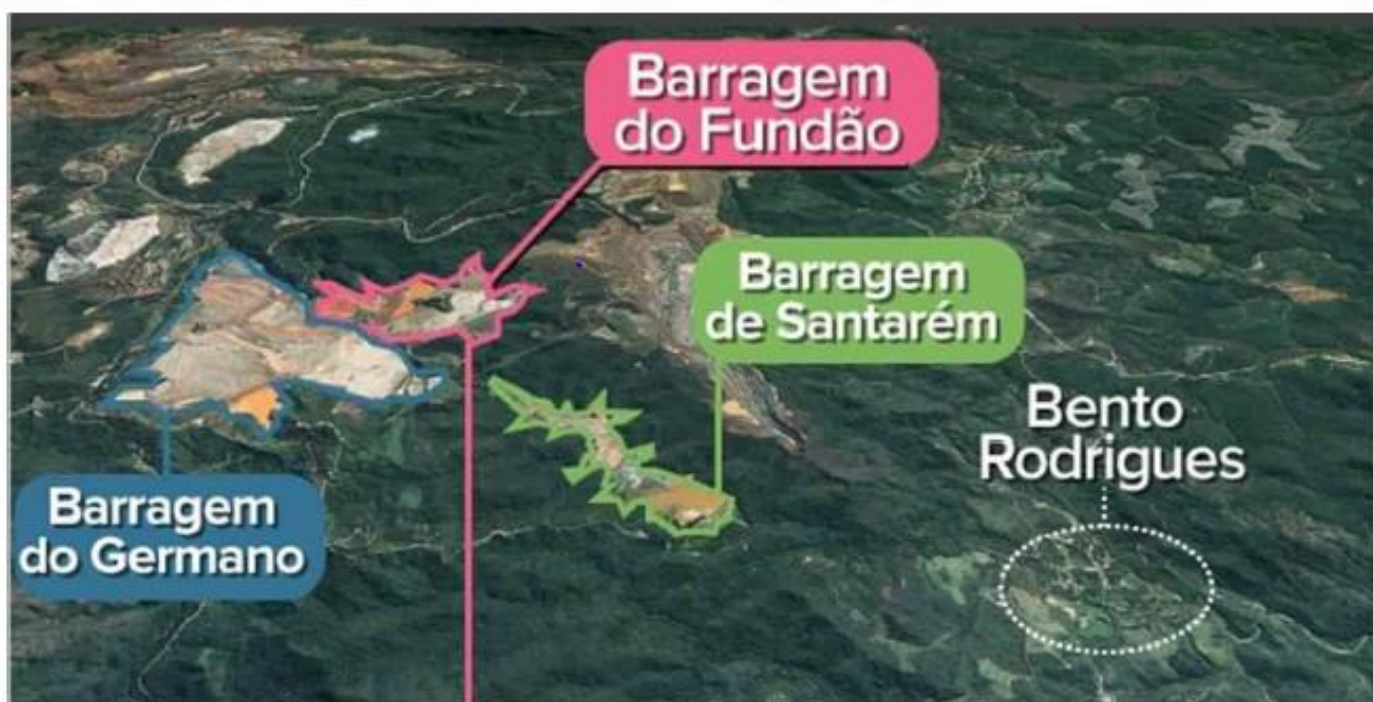 Barragem
do Fundão
Barragem
de Santarém
Bento
Rodrigues
Barragem
do Germano